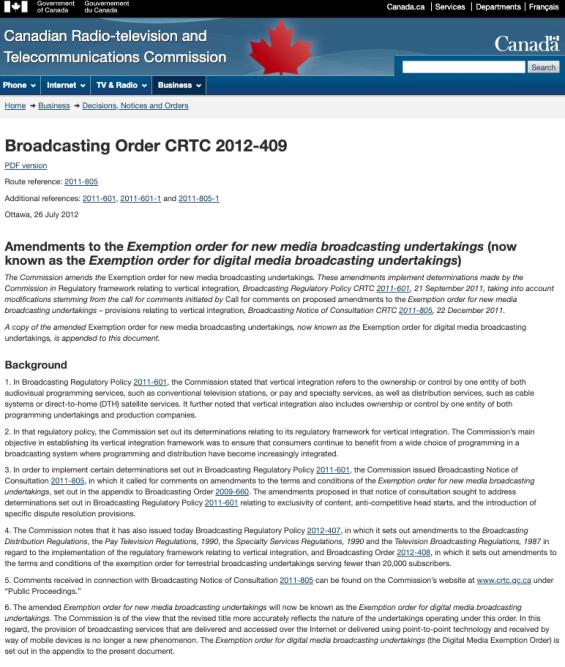 Government of Canada
Gouvernement du Canada
Canada.ca | Services | Departments | Français
Canadian Radio-television and
Telecommunications Commission
Canada
Search
Phone Internet TV & Radio Business
Home → Business → Decisions, Notices and Orders
Broadcasting Order CRTC 2012-409
PDF version
Route reference: 2011-805
Additional references: 2011-601, 2011-601-1 and 2011-805-1
Ottawa, 26 July 2012
Amendments to the Exemption order for new media broadcasting undertakings (now
known as the Exemption order for digital media broadcasting undertakings)
The Commission amends the Exemption order for new media broadcasting undertakings. These amendments implement determinations made by the
Commission in Regulatory framework relating to vertical integration, Broadcasting Regulatory Policy CRTC 2011-601, 21 September 2011, taking into account
modifications stemming from the call for comments initiated by Call for comments on proposed amendments to the Exemption order for new media
broadcasting undertakings – provisions relating to vertical integration, Broadcasting Notice of Consultation CRTC 2011-805, 22 December 2011.
A copy of the amended Exemption order for new media broadcasting undertakings, now known as the Exemption order for digital media broadcasting
undertakings, is appended to this document.
Background
1. In Broadcasting Regulatory Policy 2011-601, the Commission stated that vertical integration refers to the ownership or control by one entity of both
audiovisual programming services, such as conventional television stations, or pay and specialty services, as well as distribution services, such as cable
systems or direct-to-home (DTH) satellite services. It further noted that vertical integration also includes ownership or control by one entity of both
programming undertakings and production companies.
2. In that regulatory policy, the Commission set out its determinations relating to its regulatory framework for vertical integration. The Commission's main
objective in establishing its vertical integration framework was to ensure that consumers continue to benefit from a wide choice of programming in a
broadcasting system where programming and distribution have become increasingly integrated.
3. In order to implement certain determinations set out in Broadcasting Regulatory Policy 2011-601, the Commission issued Broadcasting Notice of
Consultation 2011-805, in which it called for comments on amendments to the terms and conditions of the Exemption order for new media broadcasting
undertakings, set out in the appendix to Broadcasting Order 2009-660. The amendments proposed in that notice of consultation sought to address
determinations set out in Broadcasting Regulatory Policy 2011-601 relating to exclusivity of content, anti-competitive head starts, and the introduction of
specific dispute resolution provisions.
4. The Commission notes that it has also issued today Broadcasting Regulatory Policy 2012-407, in which it sets out amendments to the Broadcasting
Distribution Regulations, the Pay Television Regulations, 1990, the Specialty Services Regulations, 1990 and the Television Broadcasting Regulations, 1987 in
regard to the implementation of the regulatory framework relating to vertical integration, and Broadcasting Order 2012-408, in which it sets out amendments to
the terms and conditions of the exemption order for terrestrial broadcasting undertakings serving fewer than 20,000 subscribers.
5. Comments received in connection with Broadcasting Notice of Consultation 2011-805 can be found on the Commission's website at www.crtc.gc.ca under
"Public Proceedings."
6. The amended Exemption order for new media broadcasting undertakings will now be known as the Exemption order for digital media broadcasting
undertakings. The Commission is of the view that the revised title more accurately reflects the nature of the undertakings operating under this order. In this
regard, the provision of broadcasting services that are delivered and accessed over the Internet or delivered using point-to-point technology and received by
way of mobile devices is no longer a new phenomenon. The Exemption order for digital media broadcasting undertakings (the Digital Media Exemption Order) is
set out in the appendix to the present document.